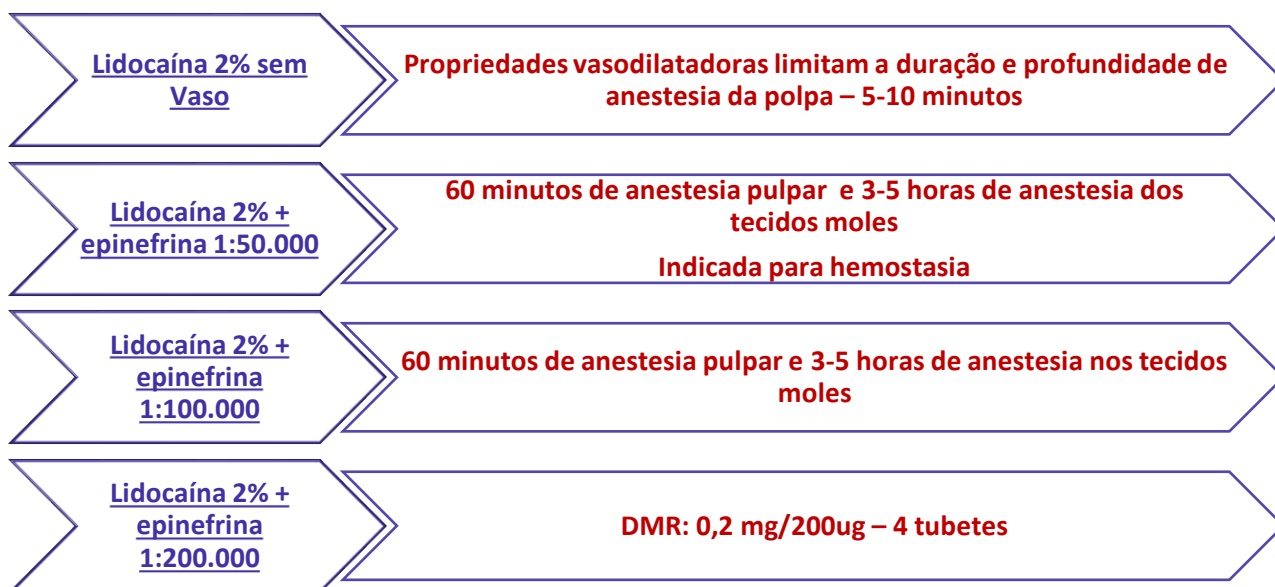 Lidocaína 2% sem
Vaso
Propriedades vasodilatadoras limitam a duração e profundidade de
anestesia da polpa – 5-10 minutos
Lidocaína 2% +
epinefrina 1:50.000
60 minutos de anestesia pulpar e 3-5 horas de anestesia dos
tecidos moles
Indicada para hemostasia
Lidocaína 2% +
epinefrina
1:100.000
60 minutos de anestesia pulpar e 3-5 horas de anestesia nos tecidos
moles
Lidocaína 2% +
epinefrina
1:200.000
DMR: 0,2 mg/200ug – 4 tubetes